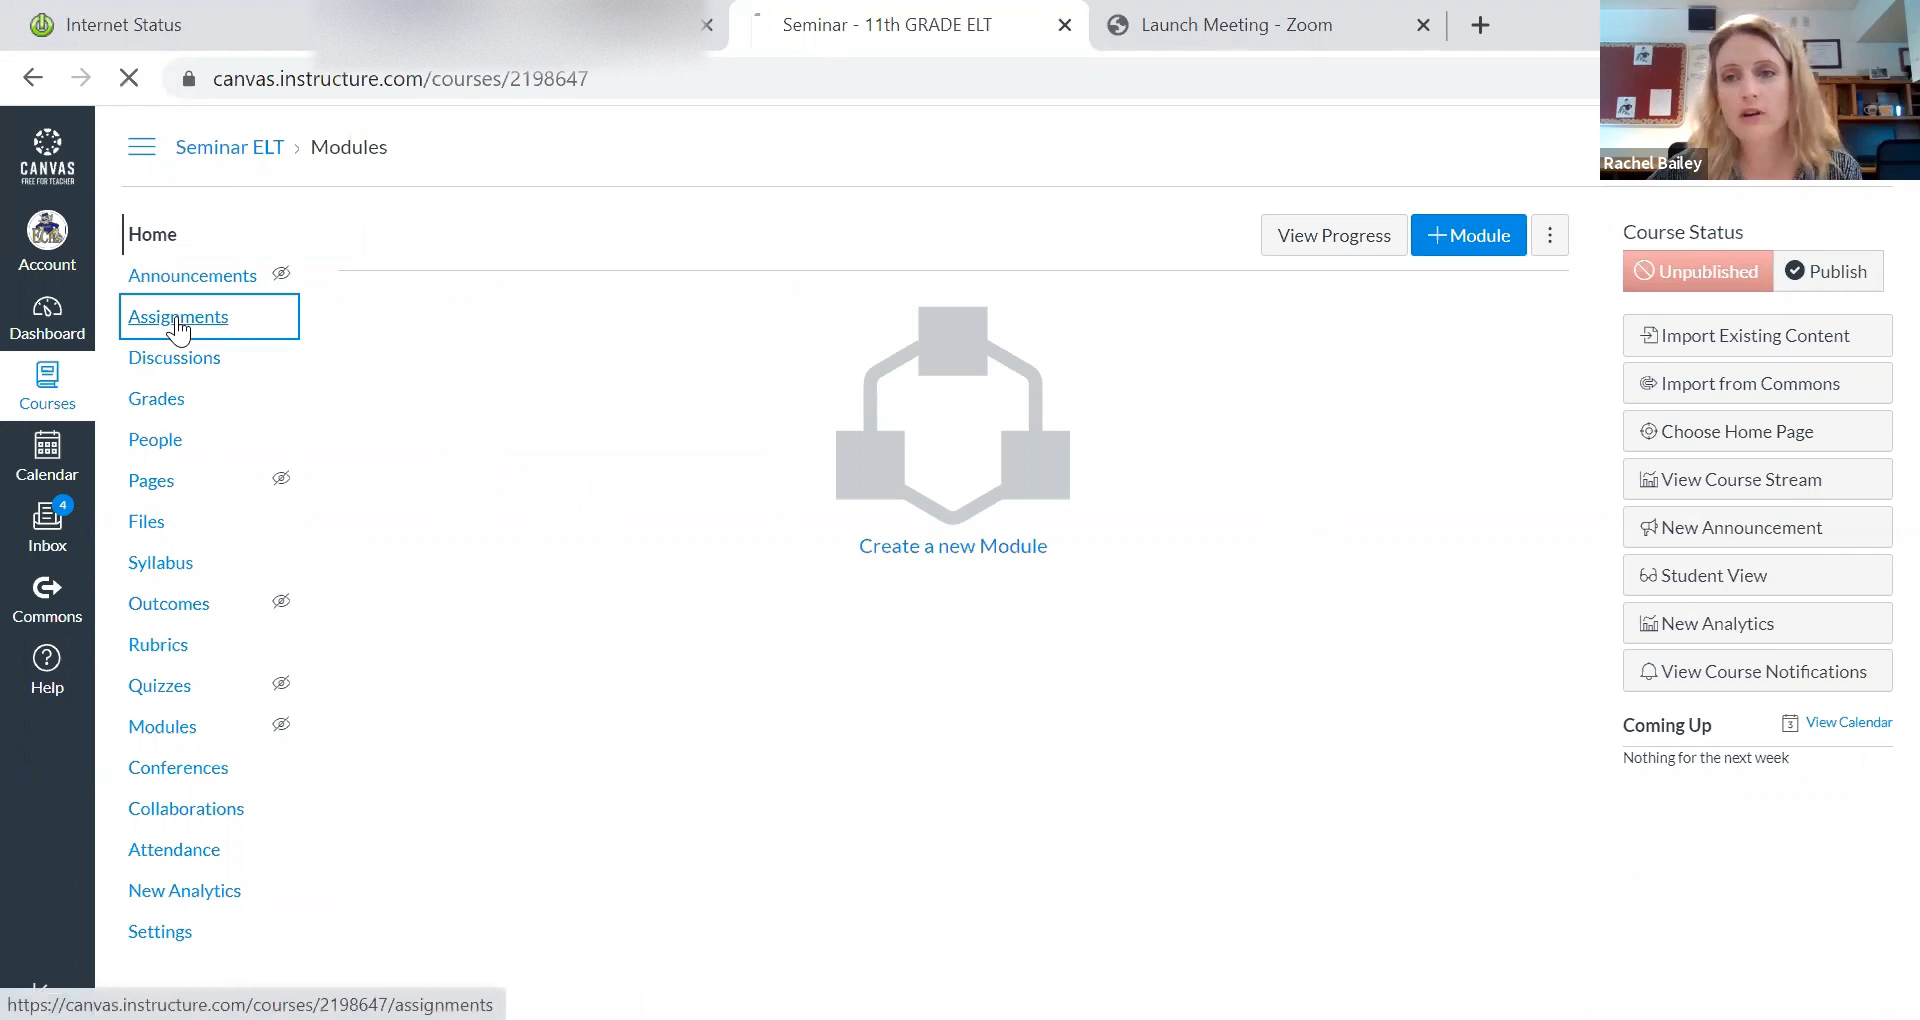 Internet Status
Seminar - 11th GRADE ELT
Launch Meeting - Zoom
canvas.instructure.com/courses/2198647
Rachel Bailey
CANVAS
FREE FOR TEACHER
Account
Dashboard
Courses
Calendar
4
Inbox
Commons
Help
Seminar ELT › Modules
Home
Announcements
Assignments
Discussions
Grades
People
Pages
Files
Syllabus
Outcomes
Rubrics
Quizzes
Modules
Conferences
Collaborations
Attendance
New Analytics
Settings
View Progress
+ Module
Create a new Module
Course Status
Unpublished
Publish
Import Existing Content
Import from Commons
Choose Home Page
View Course Stream
New Announcement
Student View
New Analytics
View Course Notifications
Coming Up
3 View Calendar
Nothing for the next week
https://canvas.instructure.com/courses/2198647/assignments